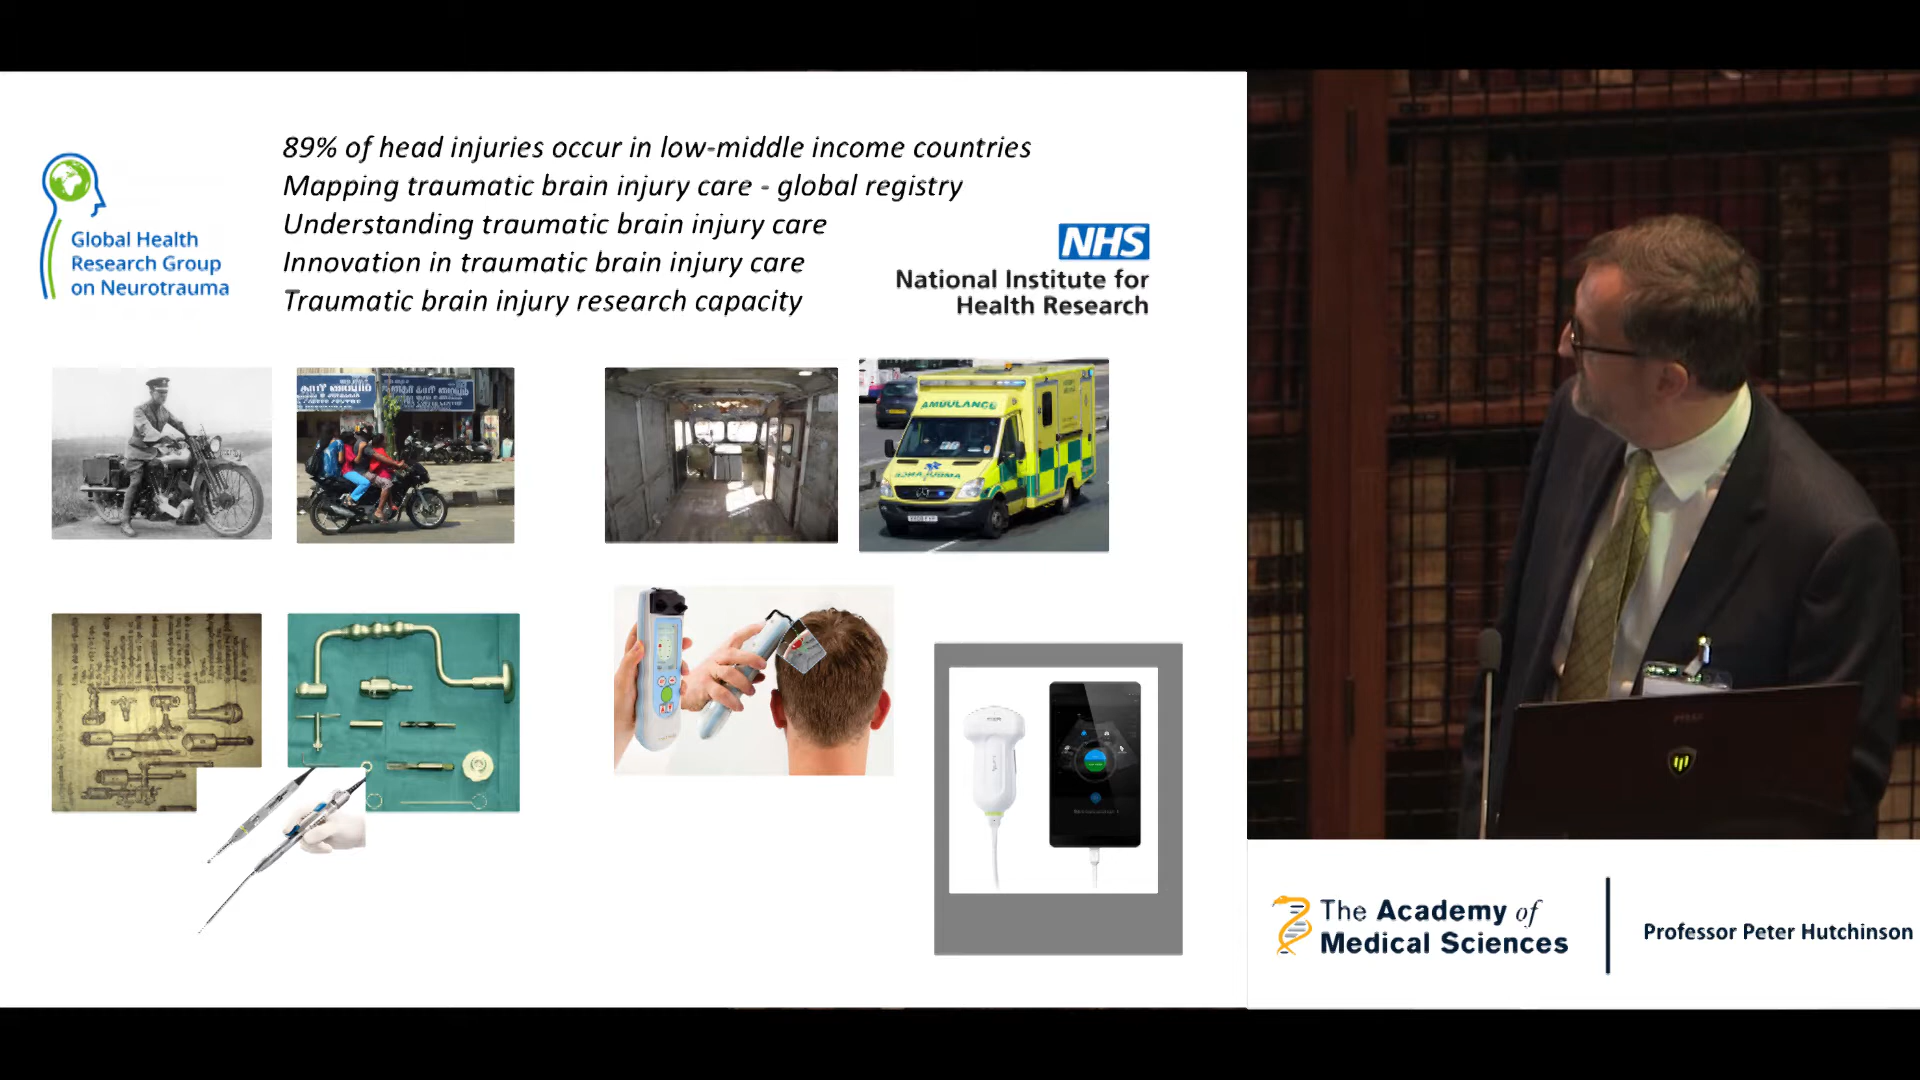 89% of head injuries occur in low-middle income countries
Mapping traumatic brain injury care - global registry
Understanding traumatic brain injury care
Innovation in traumatic brain injury care
Traumatic brain injury research capacity
Global Health
Research Group
on Neurotrauma
NHS
National Institute for
Health Research
AMBULANCE
The Academy of
Medical Sciences
Professor Peter Hutchinson